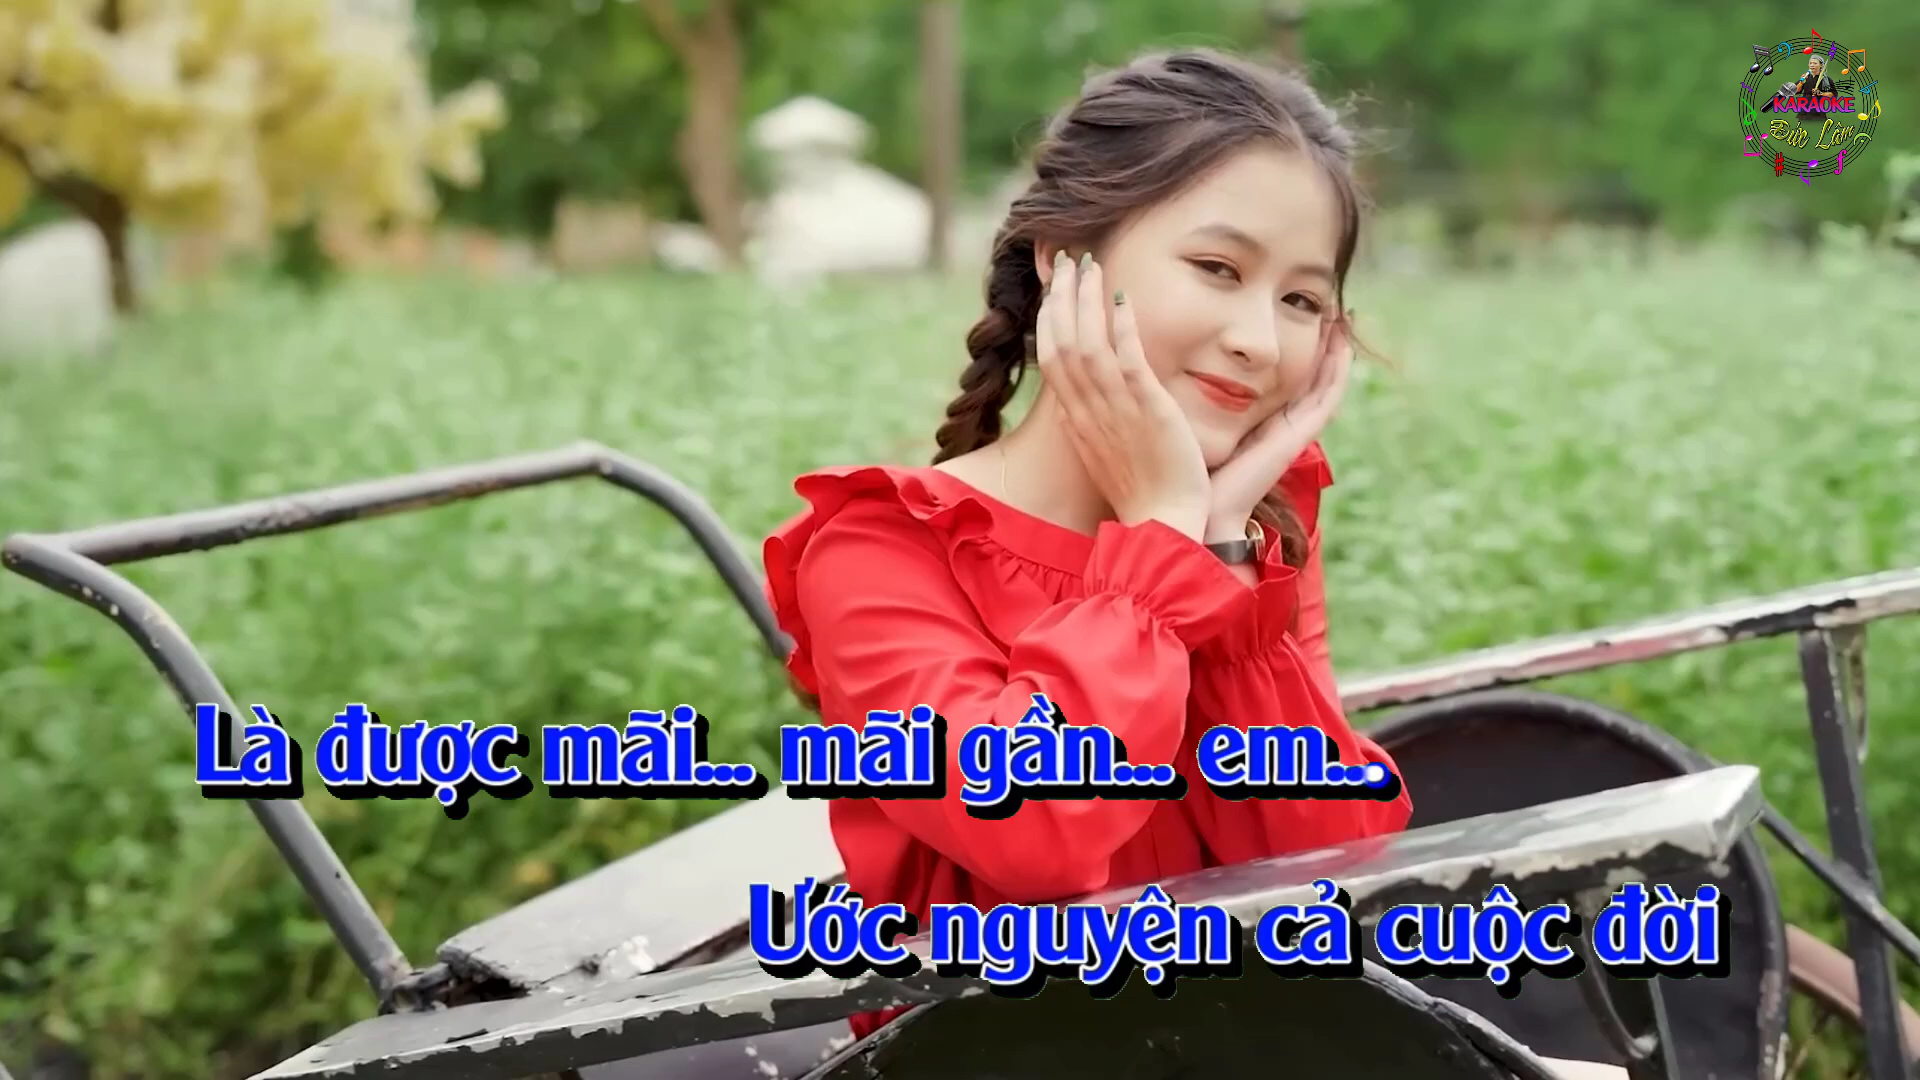 KARAOKE
Đức Lâm
Là được mãi... mãi gần... em...
Ước nguyện cả cuộc đời